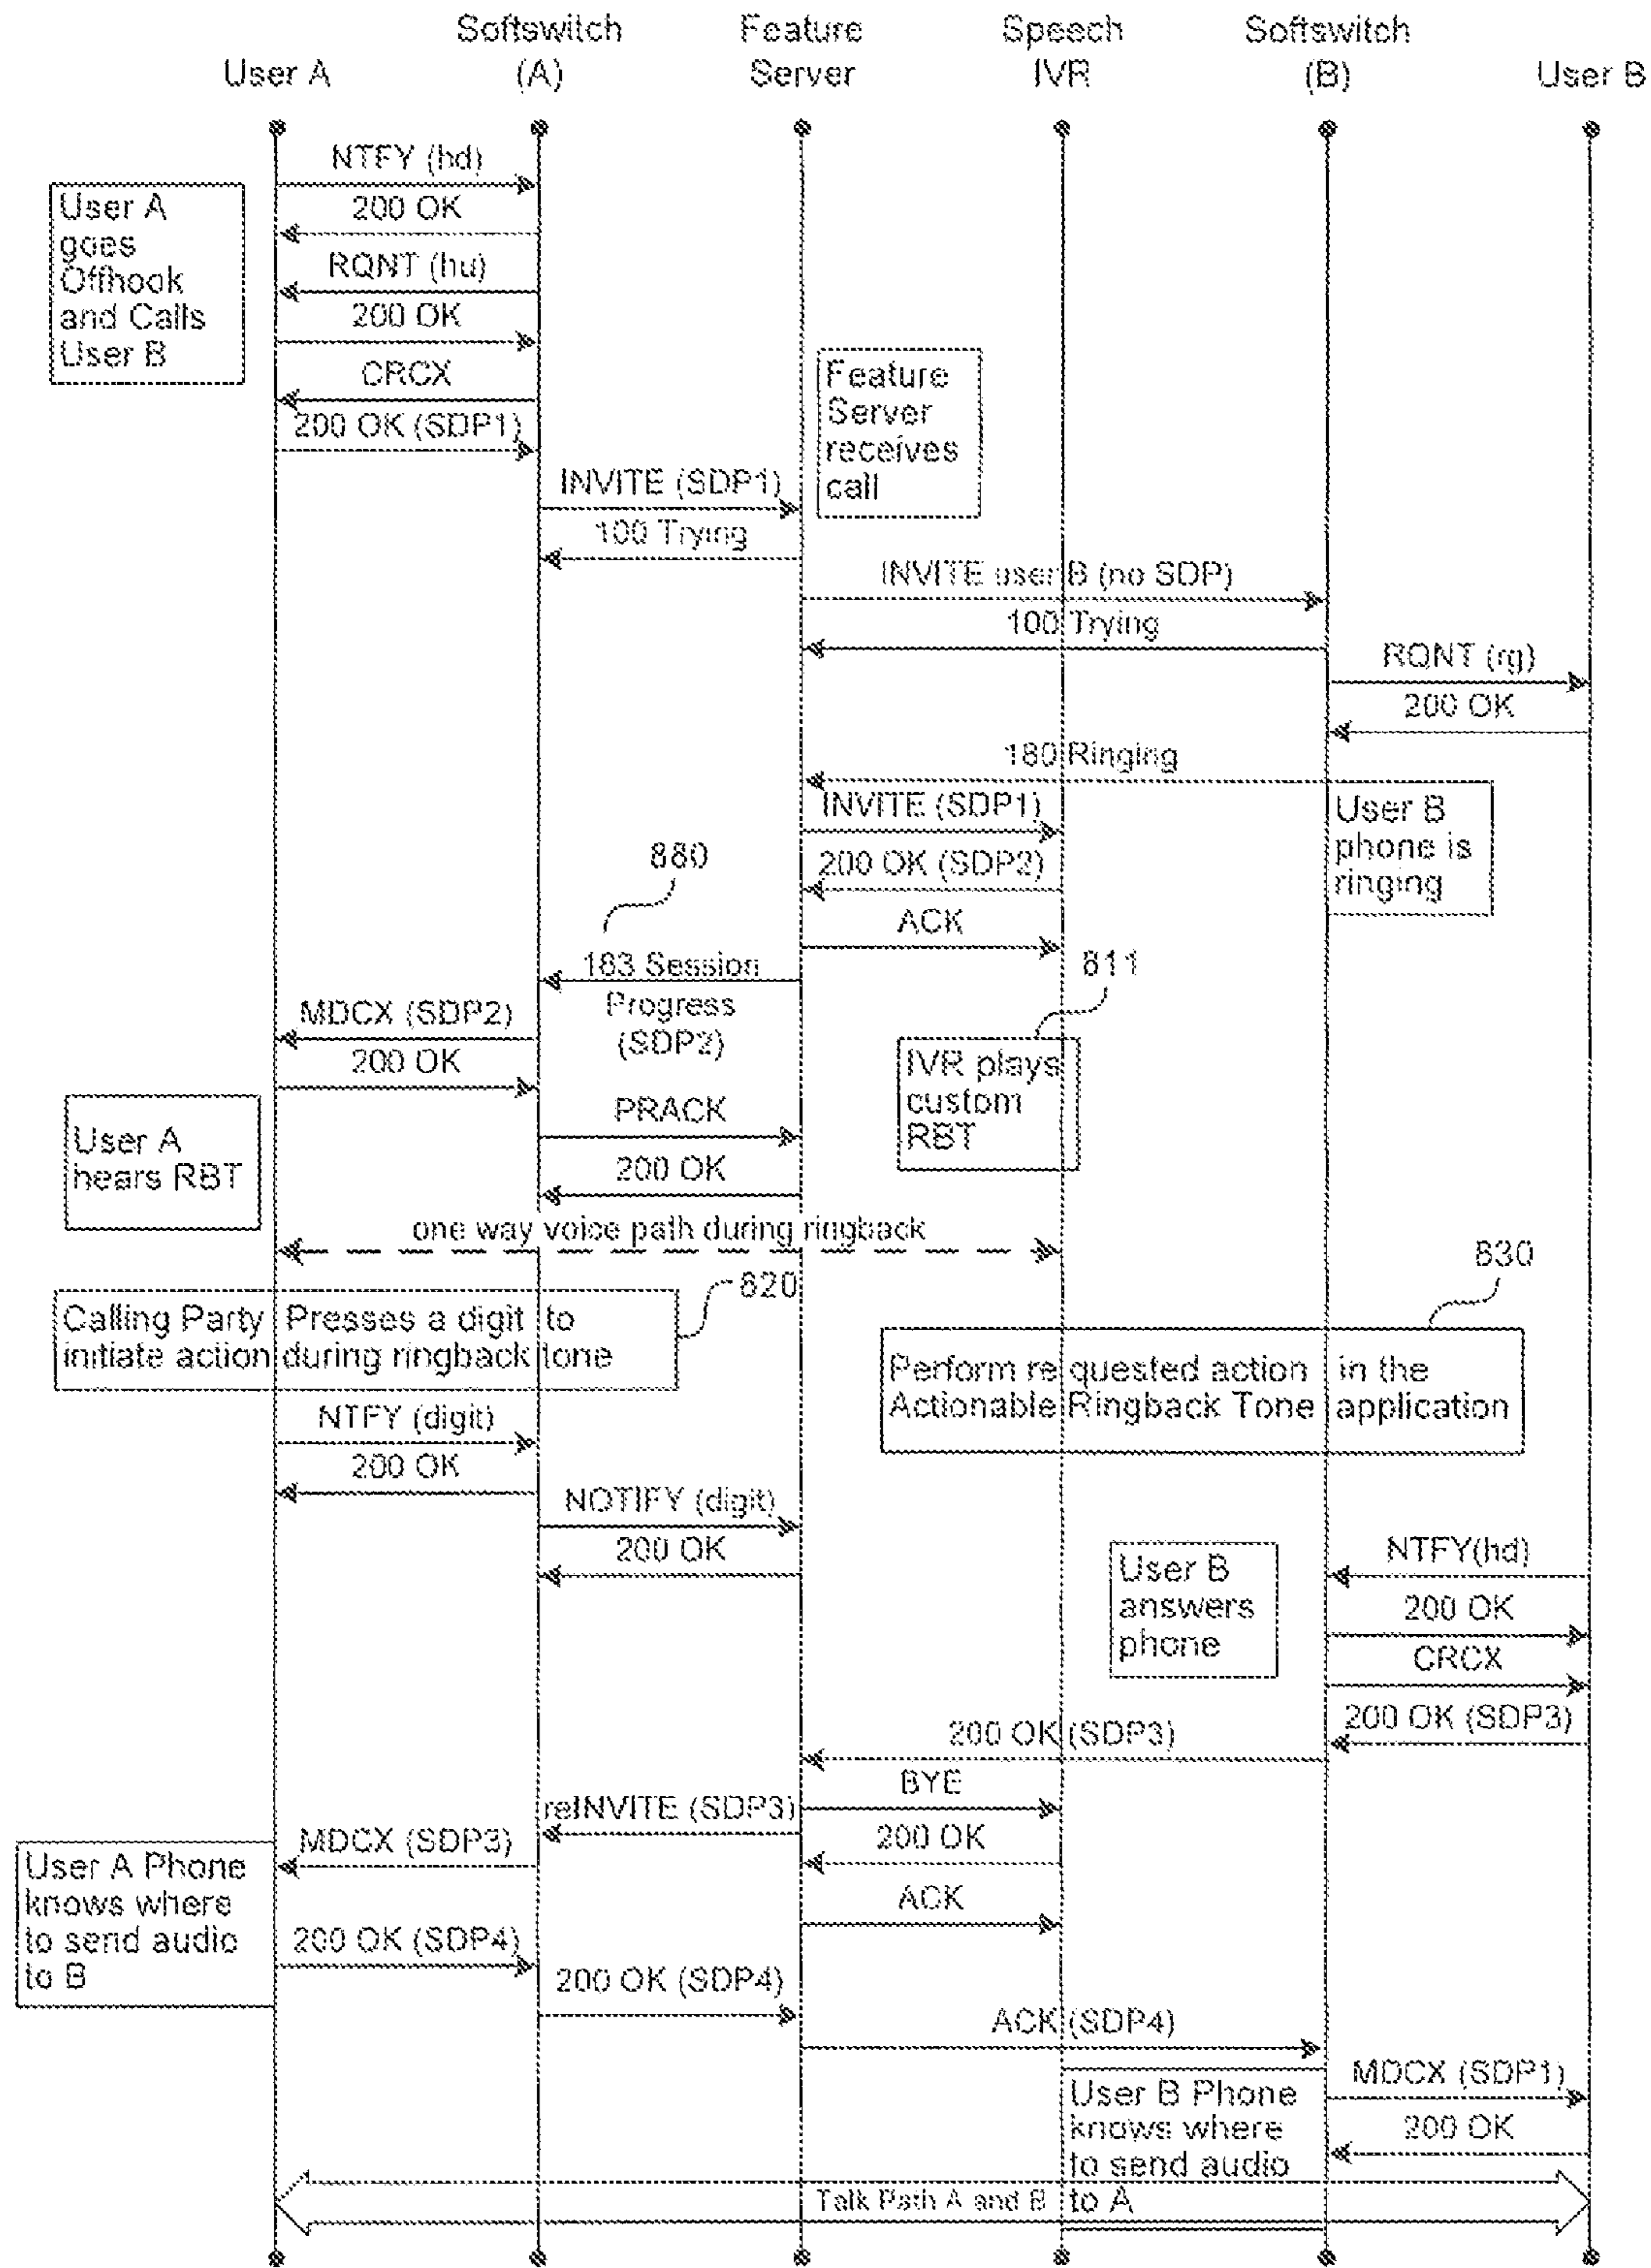 User A
Softswitch
(A)
Feature
Server
Speech
IVR
Softswitch
(B)
User B
NTFY (hd)
User A
goes
Offhook
and Calls
User B
200 OK
RQNT (hu)
200 OK
CRCX
200 OK (SDP1)
Feature
Server
receives
call
INVITE (SDP1)
100 Trying
INVITE user B (no SDP)
100 Trying
RQNT (rg)
200 OK
180 Ringing
User B
phone is
ringing
INVITE (SDP1)
200 OK (SDP2)
880
ACK
183 Session
Progress
(SDP2)
811
MDCX (SDP2)
200 OK
IVR plays
custom
RBT
User A
hears RBT
PRACK
200 OK
one way voice path during ringback
820
830
Calling Party Presses a digit to
initiate action during ringback tone
Perform requested action in the
Actionable Ringback Tone application
NTFY (digit)
200 OK
NOTIFY (digit)
200 OK
User B
answers
phone
NTFY(hd)
200 OK
CRCX
200 OK (SDP3)
200 OK (SDP3)
BYE
reINVITE (SDP3)
200 OK
MDCX (SDP3)
User A Phone
knows where
to send audio
to B
ACK
200 OK (SDP4)
200 OK (SDP4)
ACK (SDP4)
MDCX (SDP1)
User B Phone
knows where
to send audio
to A
200 OK
Talk Path A and B